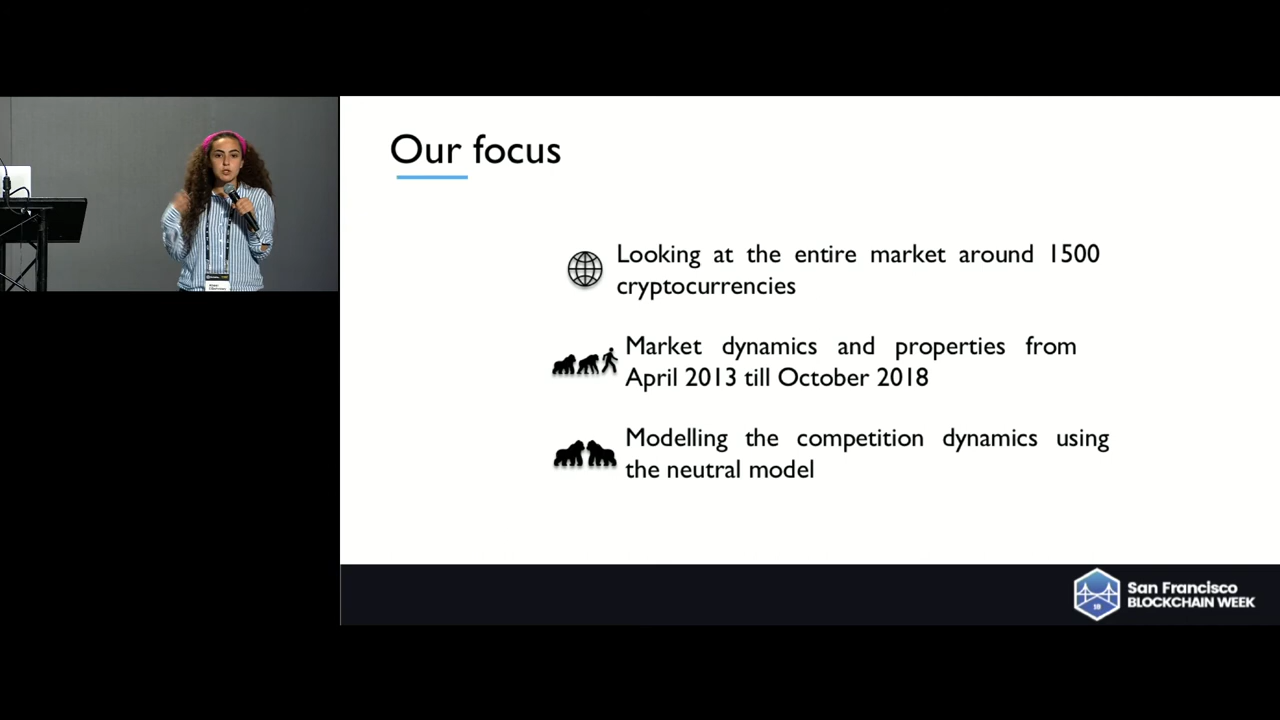 Our focus
Looking at the entire market around 1500
cryptocurrencies
Market dynamics and properties from
April 2013 till October 2018
Modelling the competition dynamics using
the neutral model
18
San Francisco
BLOCKCHAIN WEEK